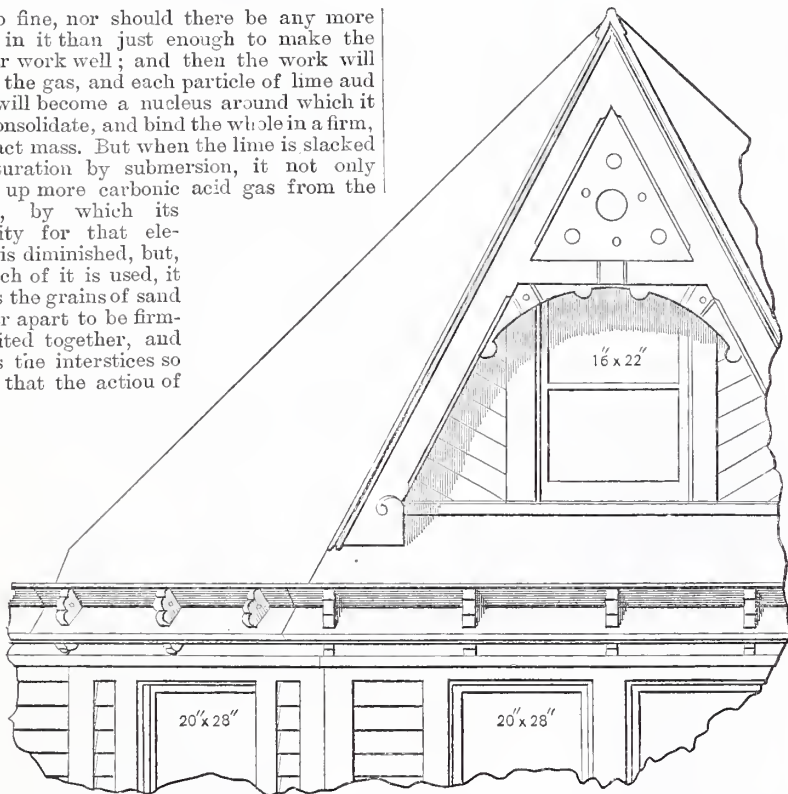 o fine, nor should there be any more
in it than just enough to make the
r work well; and then the work will
the gas, and each particle of lime aud
will become a nucleus around which it
onsolidate, and bind the whole in a firm,
act mass. But when the lime is slacked
suration by submersion, it not only
up more carbonic acid gas from the
, by which its
ity for that ele-
is diminished, but,
ch of it is used, it
s the grains of sand
r apart to be firm-
ited together, and
s the interstices so
that the actiou of
16" x 22"
20" x 28"
20" x 28"